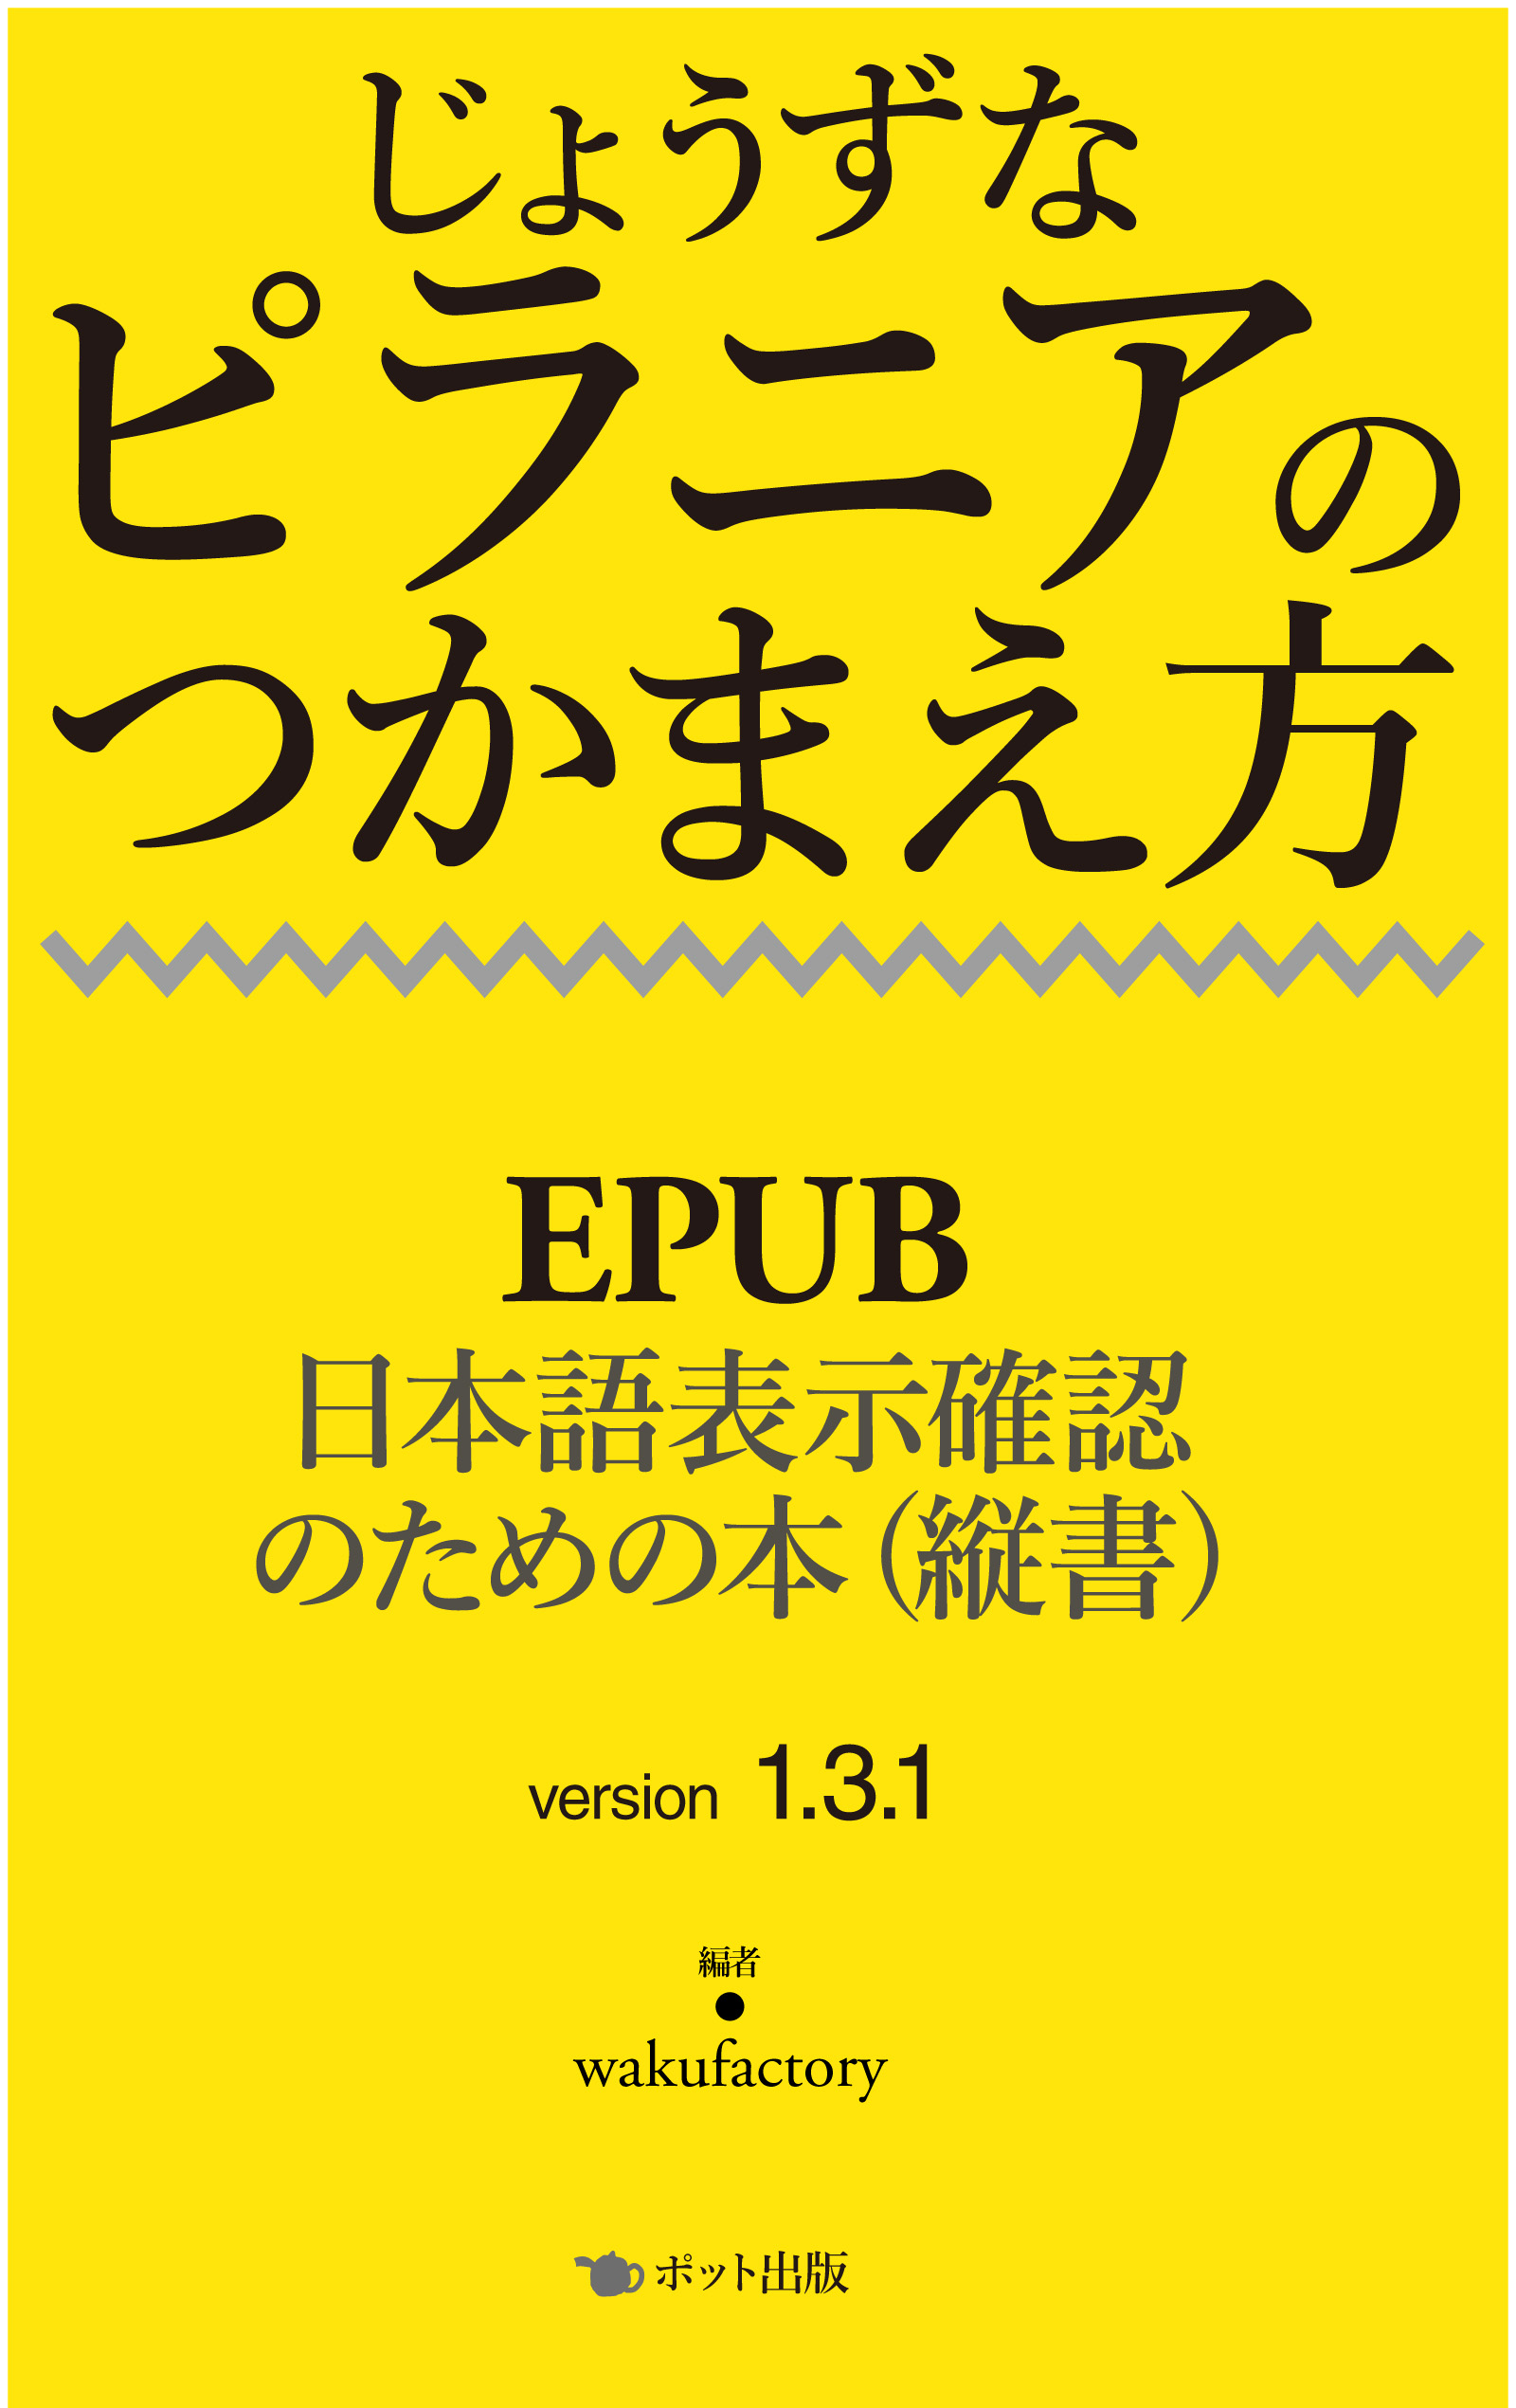 じょうずな
ピラニアの
つかまえ方
EPUB
日本語表示確認
のための本（縦書）
version 1.3.1
編者
●
wakufactory
ポット出版